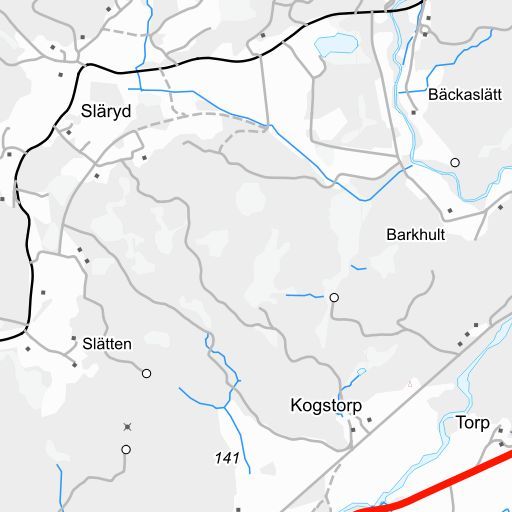 Bäckaslätt
Släryd
Barkhult
Slätten
Kogstorp
Torp
141